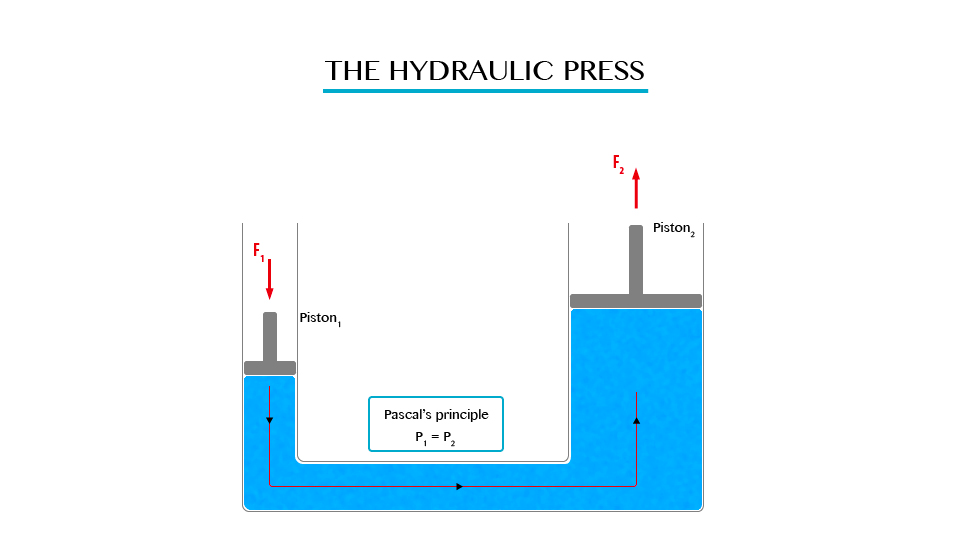 THE HYDRAULIC PRESS
F₂
Piston₂
F₁
Piston₁
Pascal’s principle
P₁ = P₂